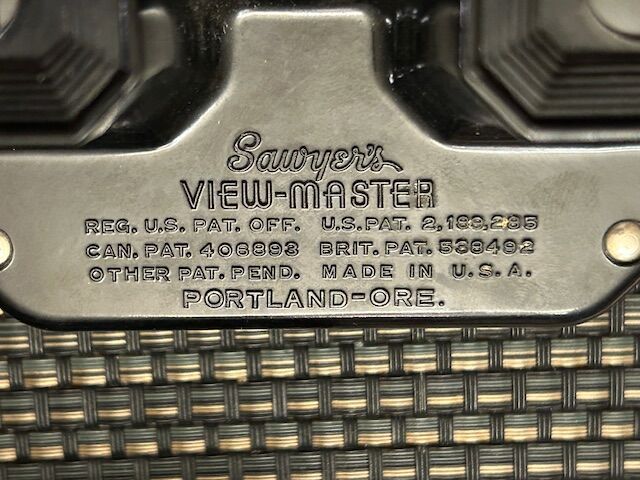 Sawyer's
VIEW-MASTER
REG. U.S. PAT. OFF. U.S. PAT. 2,189,285
CAN. PAT. 406893 BRIT. PAT. 539492
OTHER PAT. PEND. MADE IN U.S.A.
PORTLAND-ORE.